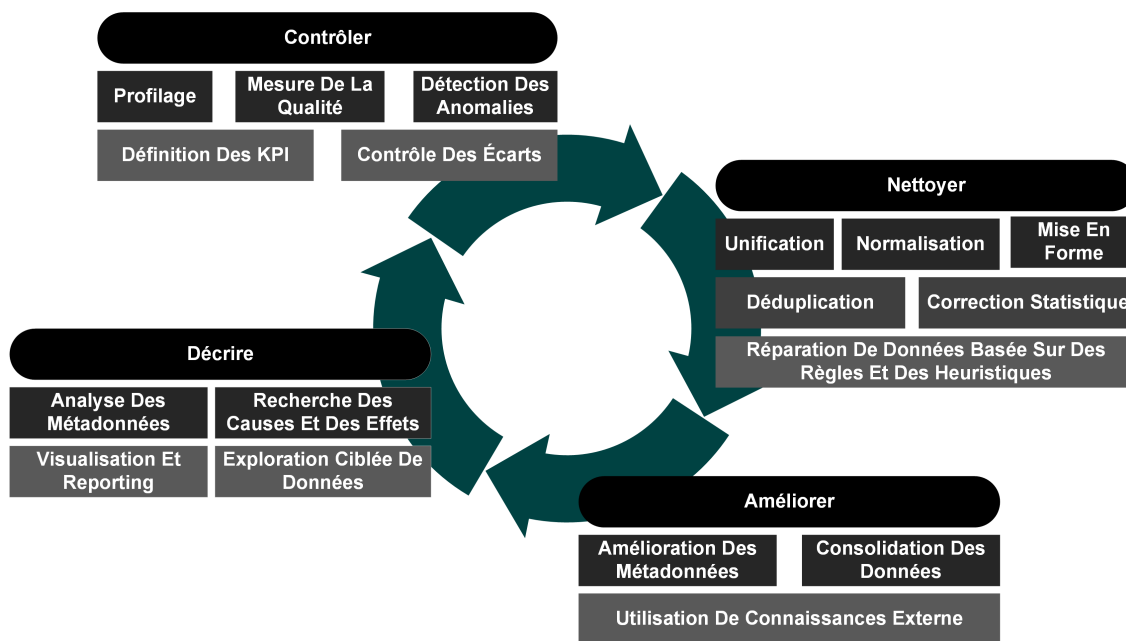 Contrôler
Profilage
Mesure De La
Qualité
Détection Des
Anomalies
Définition Des KPI
Contrôle Des Écarts
Nettoyer
Unification
Normalisation
Mise En
Forme
Déduplication
Correction Statistique
Réparation De Données Basée Sur Des
Règles Et Des Heuristiques
Décrire
Analyse Des
Métadonnées
Recherche Des
Causes Et Des Effets
Visualisation Et
Reporting
Exploration Ciblée De
Données
Améliorer
Amélioration Des
Métadonnées
Consolidation Des
Données
Utilisation De Connaissances Externe